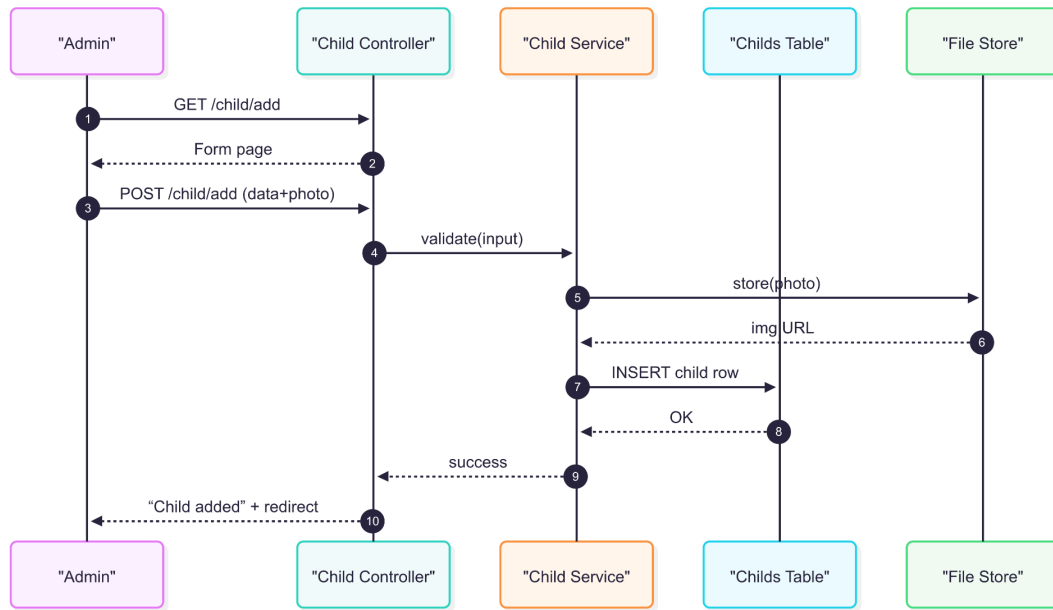 "Admin"
"Child Controller"
"Child Service"
"Childs Table"
"File Store"
GET /child/add
1
Form page
2
POST /child/add (data+photo)
3
validate(input)
4
store(photo)
5
img URL
6
INSERT child row
7
OK
8
success
9
“Child added” + redirect
10
"Admin"
"Child Controller"
"Child Service"
"Childs Table"
"File Store"